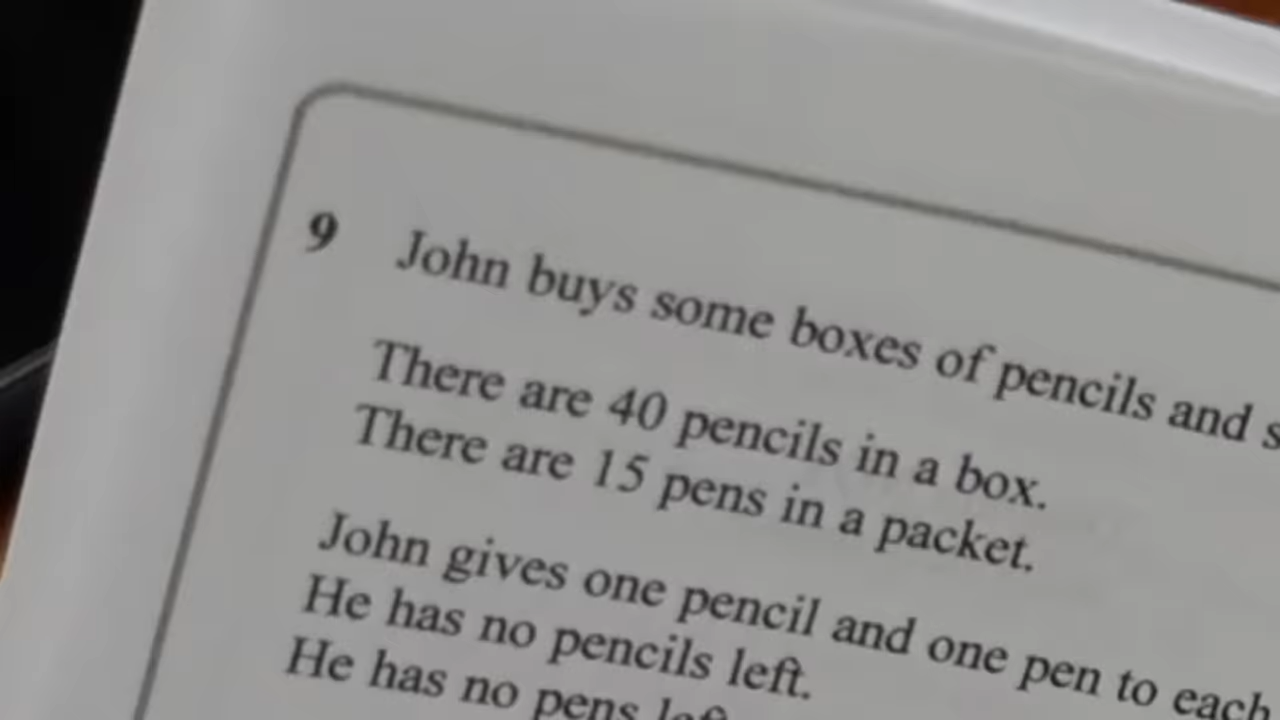 9 John buys some boxes of pencils and s
There are 40 pencils in a box.
There are 15 pens in a packet.
John gives one pencil and one pen to each
He has no pencils left.
He has no pens left